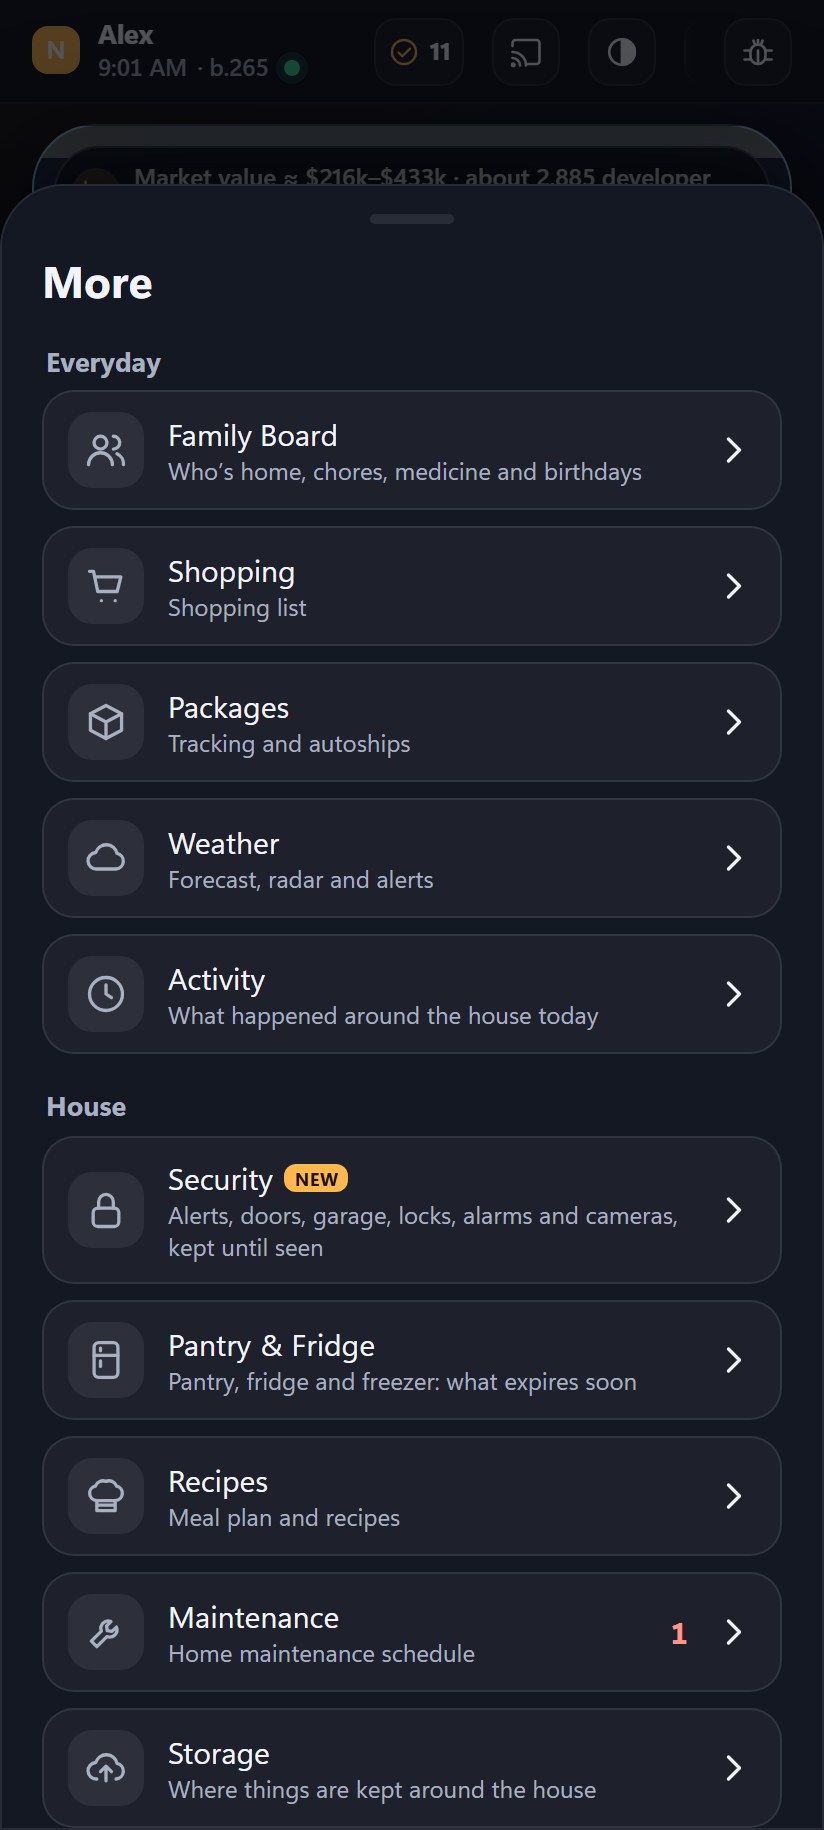 N
Alex
9:01 AM · b.265
11
Market value ≈ $216k–$433k · about 2,885 developer
More
Everyday
Family Board
Who’s home, chores, medicine and birthdays
Shopping
Shopping list
Packages
Tracking and autoships
Weather
Forecast, radar and alerts
Activity
What happened around the house today
House
Security NEW
Alerts, doors, garage, locks, alarms and cameras,
kept until seen
Pantry & Fridge
Pantry, fridge and freezer: what expires soon
Recipes
Meal plan and recipes
Maintenance
Home maintenance schedule
1
Storage
Where things are kept around the house